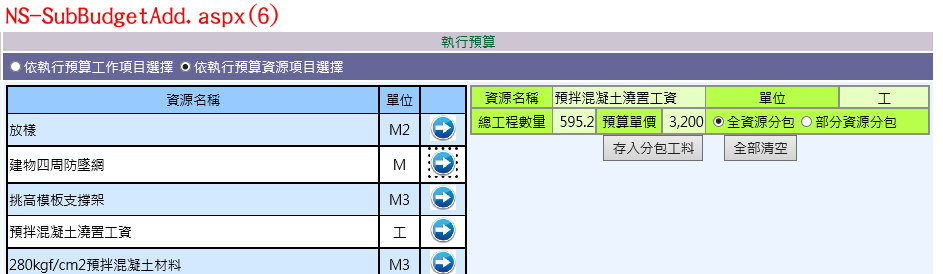 NS-SubBudgetAdd.aspx(6)
執行預算
依執行預算工作項目選擇 依執行預算資源項目選擇
資源名稱 單位
放樣 M2
建物四周防墜網 M
挑高模板支撐架 M3
預拌混凝土澆置工資 工
280kgf/cm2預拌混凝土材料 M3
資源名稱 預拌混凝土澆置工資 單位 工
總工程數量 595.2 預算單價 3,200 全資源分包 部分資源分包
存入分包工料 全部清空